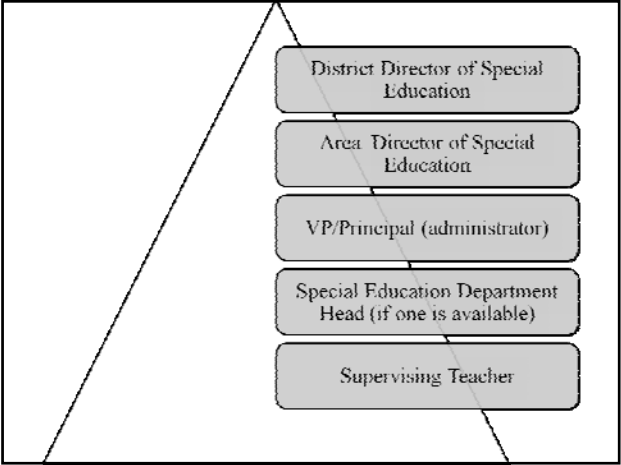 District Director of Special
Education
Area Director of Special
Education
VP/Principal (administrator)
Special Education Department
Head (if one is available)
Supervising Teacher